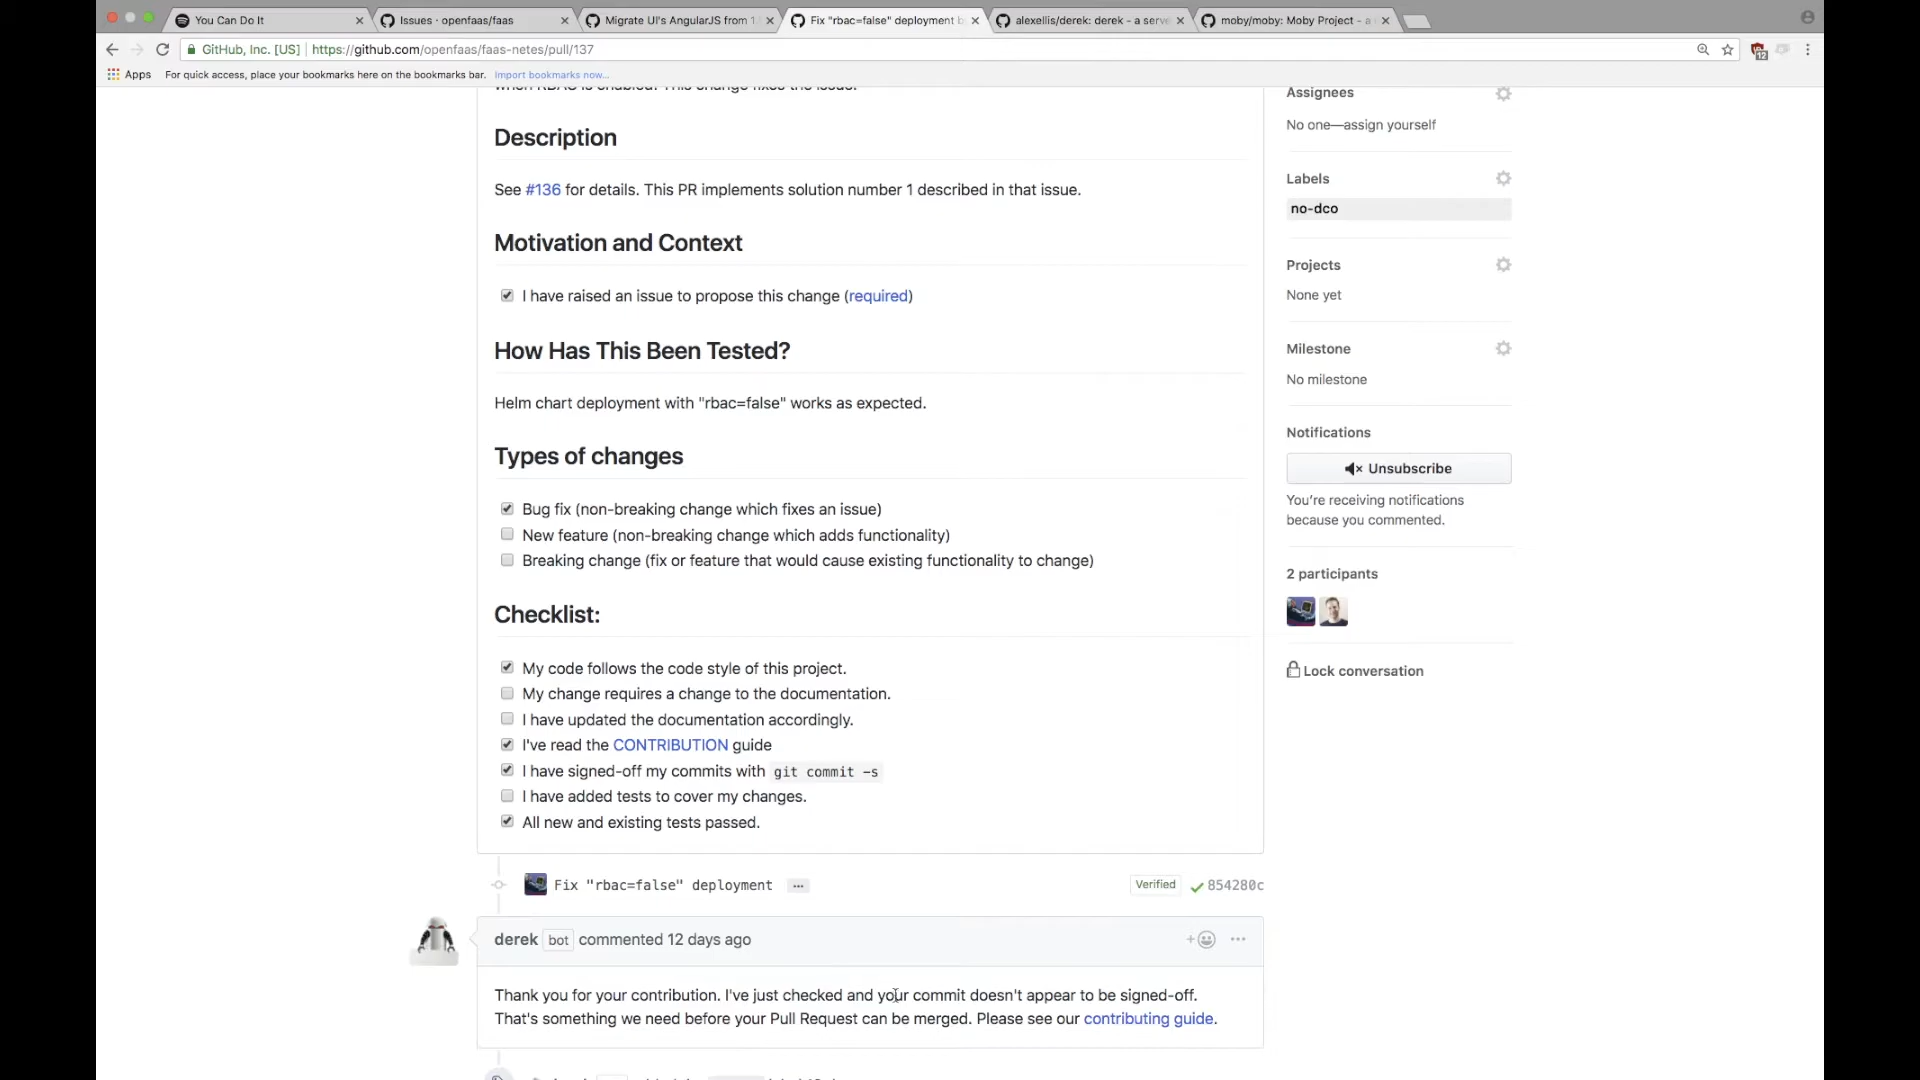 You Can Do It
Issues · openfaas/faas
Migrate UI's AngularJS from 1.
Fix "rbac=false" deployment b
alexellis/derek: derek - a serve
moby/moby: Moby Project - a
GitHub, Inc. [US] | https://github.com/openfaas/faas-netes/pull/137
12
Apps For quick access, place your bookmarks here on the bookmarks bar. Import bookmarks now...
when RBAC is enabled. This change fixes the issue.
Description
See #136 for details. This PR implements solution number 1 described in that issue.
Motivation and Context
I have raised an issue to propose this change (required)
How Has This Been Tested?
Helm chart deployment with "rbac=false" works as expected.
Types of changes
Bug fix (non-breaking change which fixes an issue)
New feature (non-breaking change which adds functionality)
Breaking change (fix or feature that would cause existing functionality to change)
Checklist:
My code follows the code style of this project.
My change requires a change to the documentation.
I have updated the documentation accordingly.
I've read the CONTRIBUTION guide
I have signed-off my commits with git commit -s
I have added tests to cover my changes.
All new and existing tests passed.
Fix "rbac=false" deployment ... Verified 854280c
derek bot commented 12 days ago
Thank you for your contribution. I've just checked and your commit doesn't appear to be signed-off.
That's something we need before your Pull Request can be merged. Please see our contributing guide.
Assignees
No one—assign yourself
Labels
no-dco
Projects
None yet
Milestone
No milestone
Notifications
Unsubscribe
You're receiving notifications
because you commented.
2 participants
Lock conversation